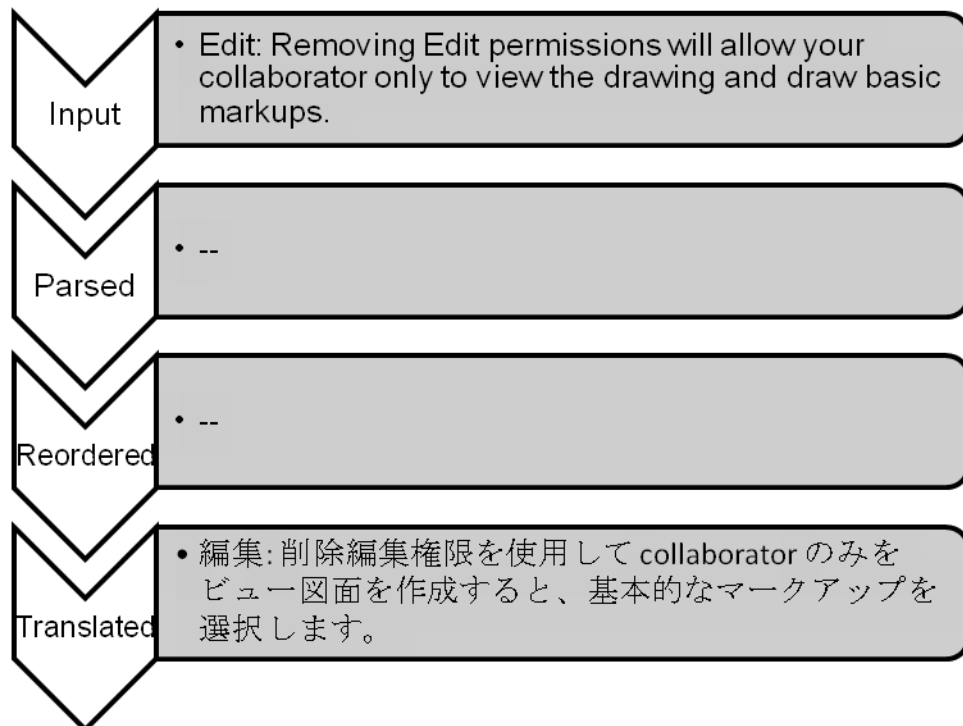 Input
• Edit: Removing Edit permissions will allow your
collaborator only to view the drawing and draw basic
markups.
Parsed
• --
Reordered
• --
Translated
• 編集: 削除編集権限を使用して collaborator のみを
ビュー図面を作成すると、基本的なマークアップを
選択します。